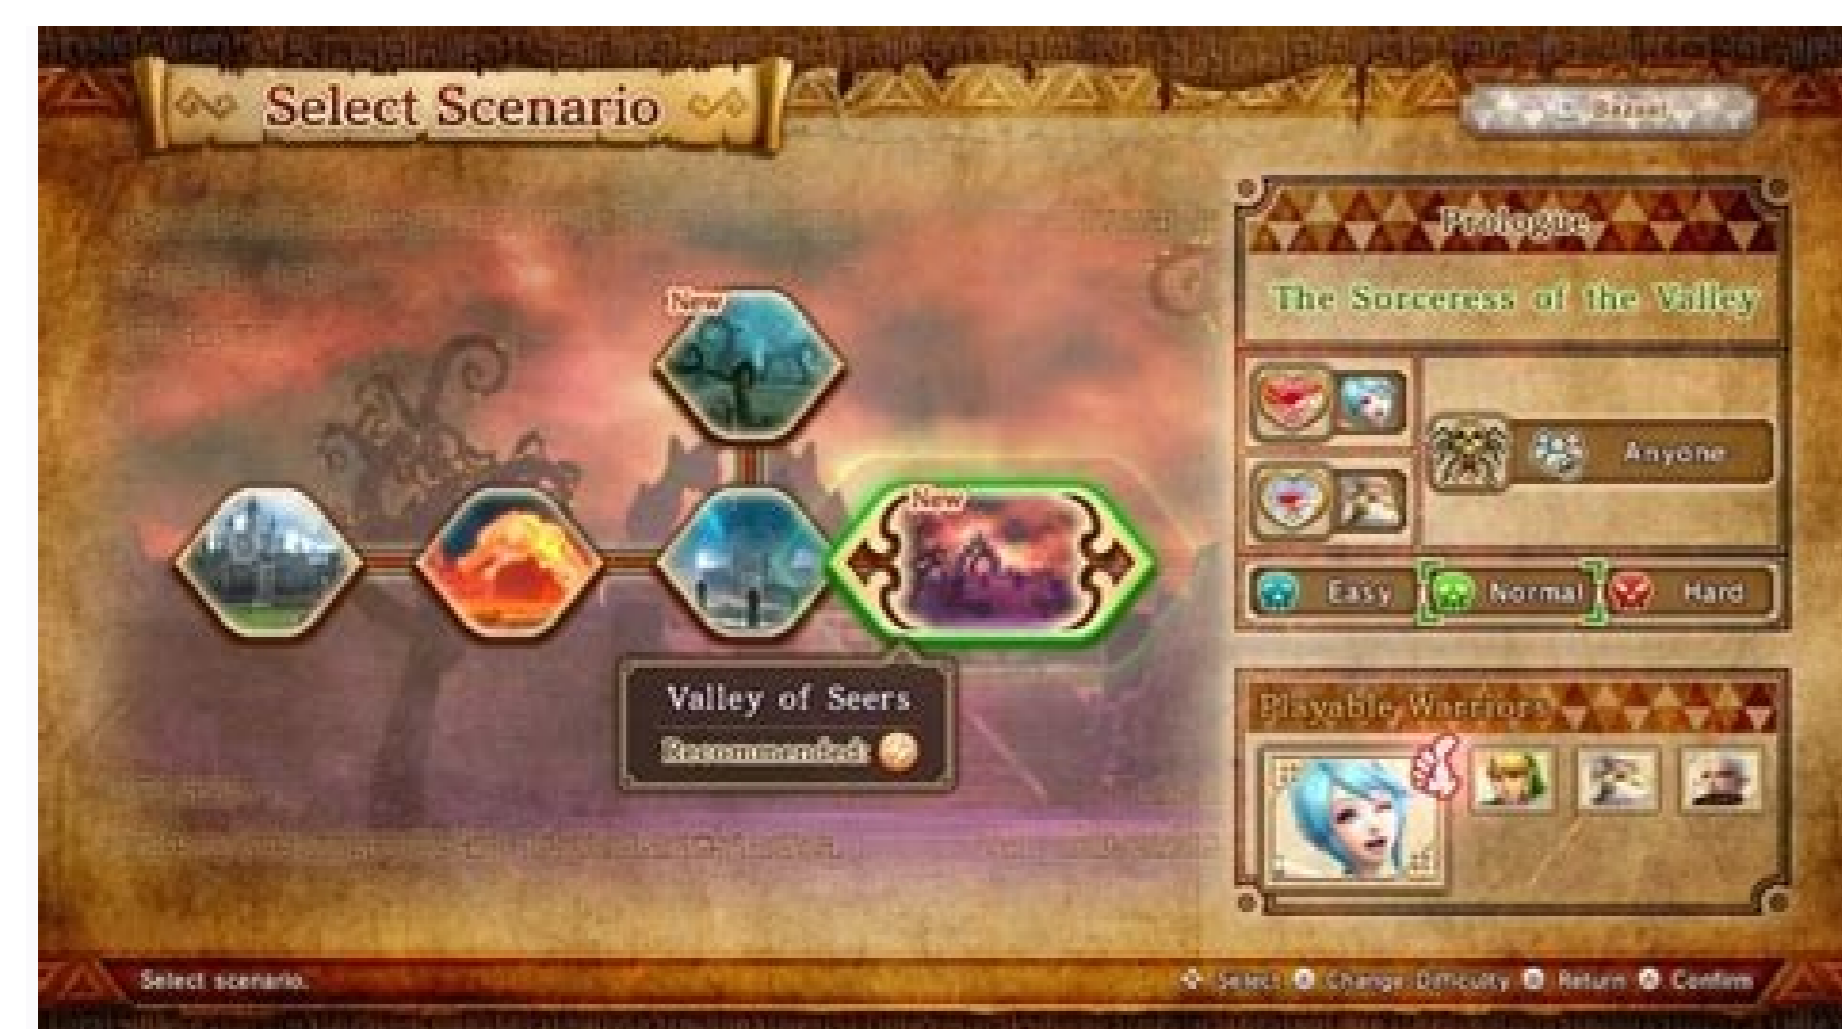 Select Scenario
Bazaar
Prologue
The Sorceress of the Valley
New
Anyone
New
Easy
Normal
Hard
Valley of Seers
Recommended:
Playable Warriors
Select scenario.
Select
Change Difficulty
Return
Confirm